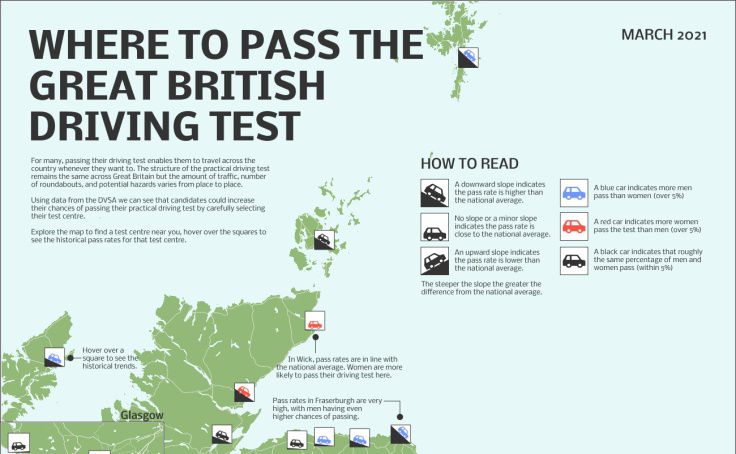 WHERE TO PASS THE
GREAT BRITISH
DRIVING TEST
MARCH 2021
For many, passing their driving test enables them to travel across the
country whenever they want to. The structure of the practical driving test
remains the same across Great Britain but the amount of traffic, number
of roundabouts, and potential hazards varies from place to place.
Using data from the DVSA we can see that candidates could increase
their chances of passing their practical driving test by carefully selecting
their test centre.
Explore the map to find a test centre near you, hover over the squares to
see the historical pass rates for that test centre.
HOW TO READ
A downward slope indicates
the pass rate is higher than
the national average.
No slope or a minor slope
indicates the pass rate is
close to the national average.
An upward slope indicates
the pass rate is lower than
the national average.
The steeper the slope the greater the
difference from the national average.
A blue car indicates more men
pass than women (over 5%)
A red car indicates more women
pass the test than men (over 5%)
A black car indicates that roughly
the same percentage of men and
women pass (within 5%)
Hover over a
square to see the
historical trends.
In Wick, pass rates are in line with
the national average. Women are more
likely to pass their driving test here.
Pass rates in Fraserburgh are very
high, with men having even
higher chances of passing.
Glasgow